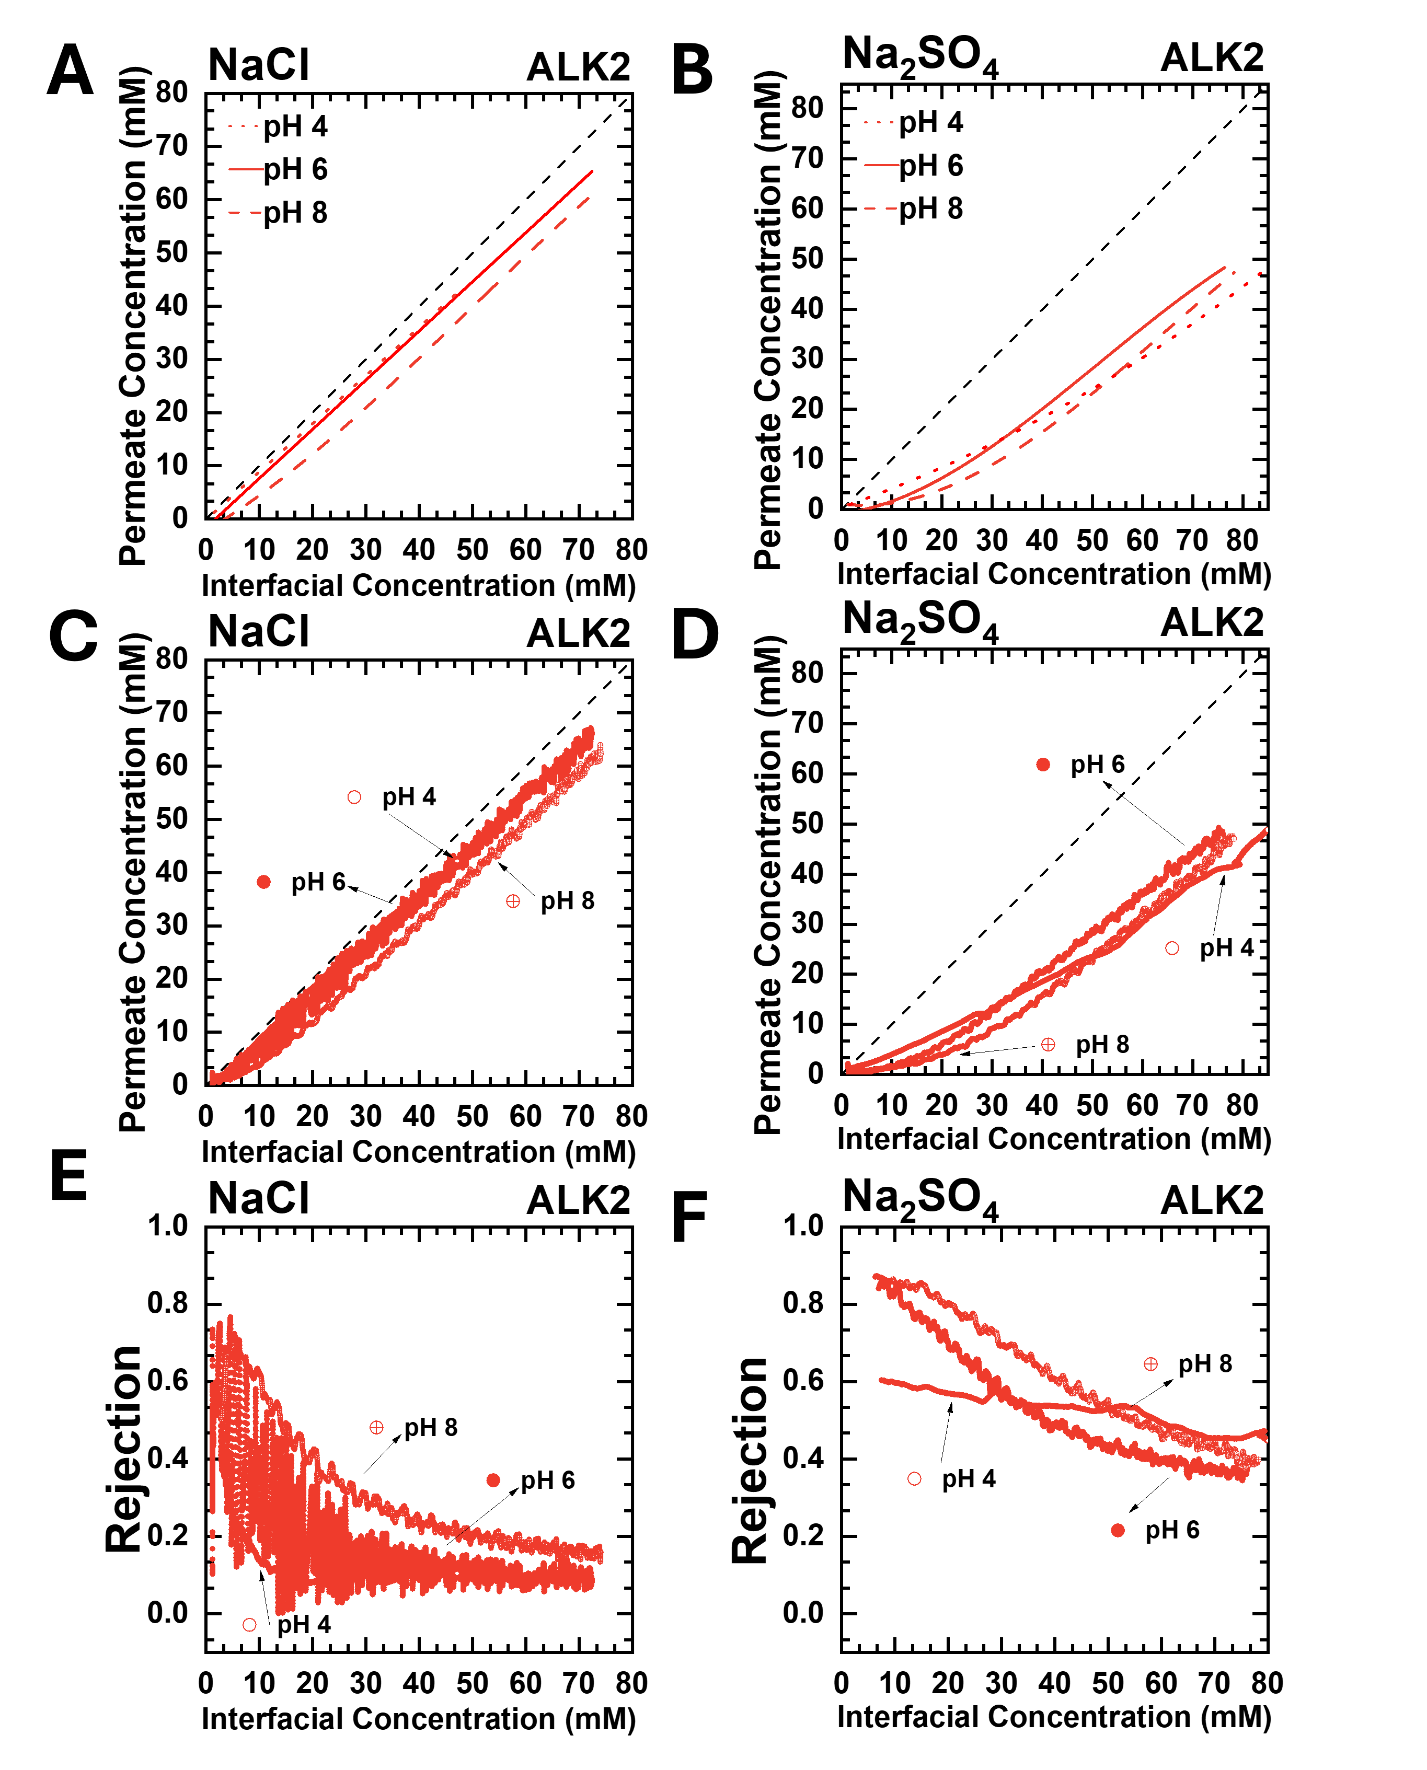 A
NaCl
ALK2
Permeate Concentration (mM)
80
70
60
50
40
30
20
10
0
pH 4
pH 6
pH 8
0 10 20 30 40 50 60 70 80
Interfacial Concentration (mM)
B
Na₂SO₄
ALK2
Permeate Concentration (mM)
80
70
60
50
40
30
20
10
0
pH 4
pH 6
pH 8
0 10 20 30 40 50 60 70 80
Interfacial Concentration (mM)
C
NaCl
ALK2
Permeate Concentration (mM)
80
70
60
50
40
30
20
10
0
pH 4
pH 6
pH 8
0 10 20 30 40 50 60 70 80
Interfacial Concentration (mM)
D
Na₂SO₄
ALK2
Permeate Concentration (mM)
80
70
60
50
40
30
20
10
0
pH 6
pH 4
pH 8
0 10 20 30 40 50 60 70 80
Interfacial Concentration (mM)
E
NaCl
ALK2
Rejection
1.0
0.8
0.6
0.4
0.2
0.0
pH 8
pH 6
pH 4
0 10 20 30 40 50 60 70 80
Interfacial Concentration (mM)
F
Na₂SO₄
ALK2
Rejection
1.0
0.8
0.6
0.4
0.2
0.0
pH 8
pH 4
pH 6
0 10 20 30 40 50 60 70 80
Interfacial Concentration (mM)